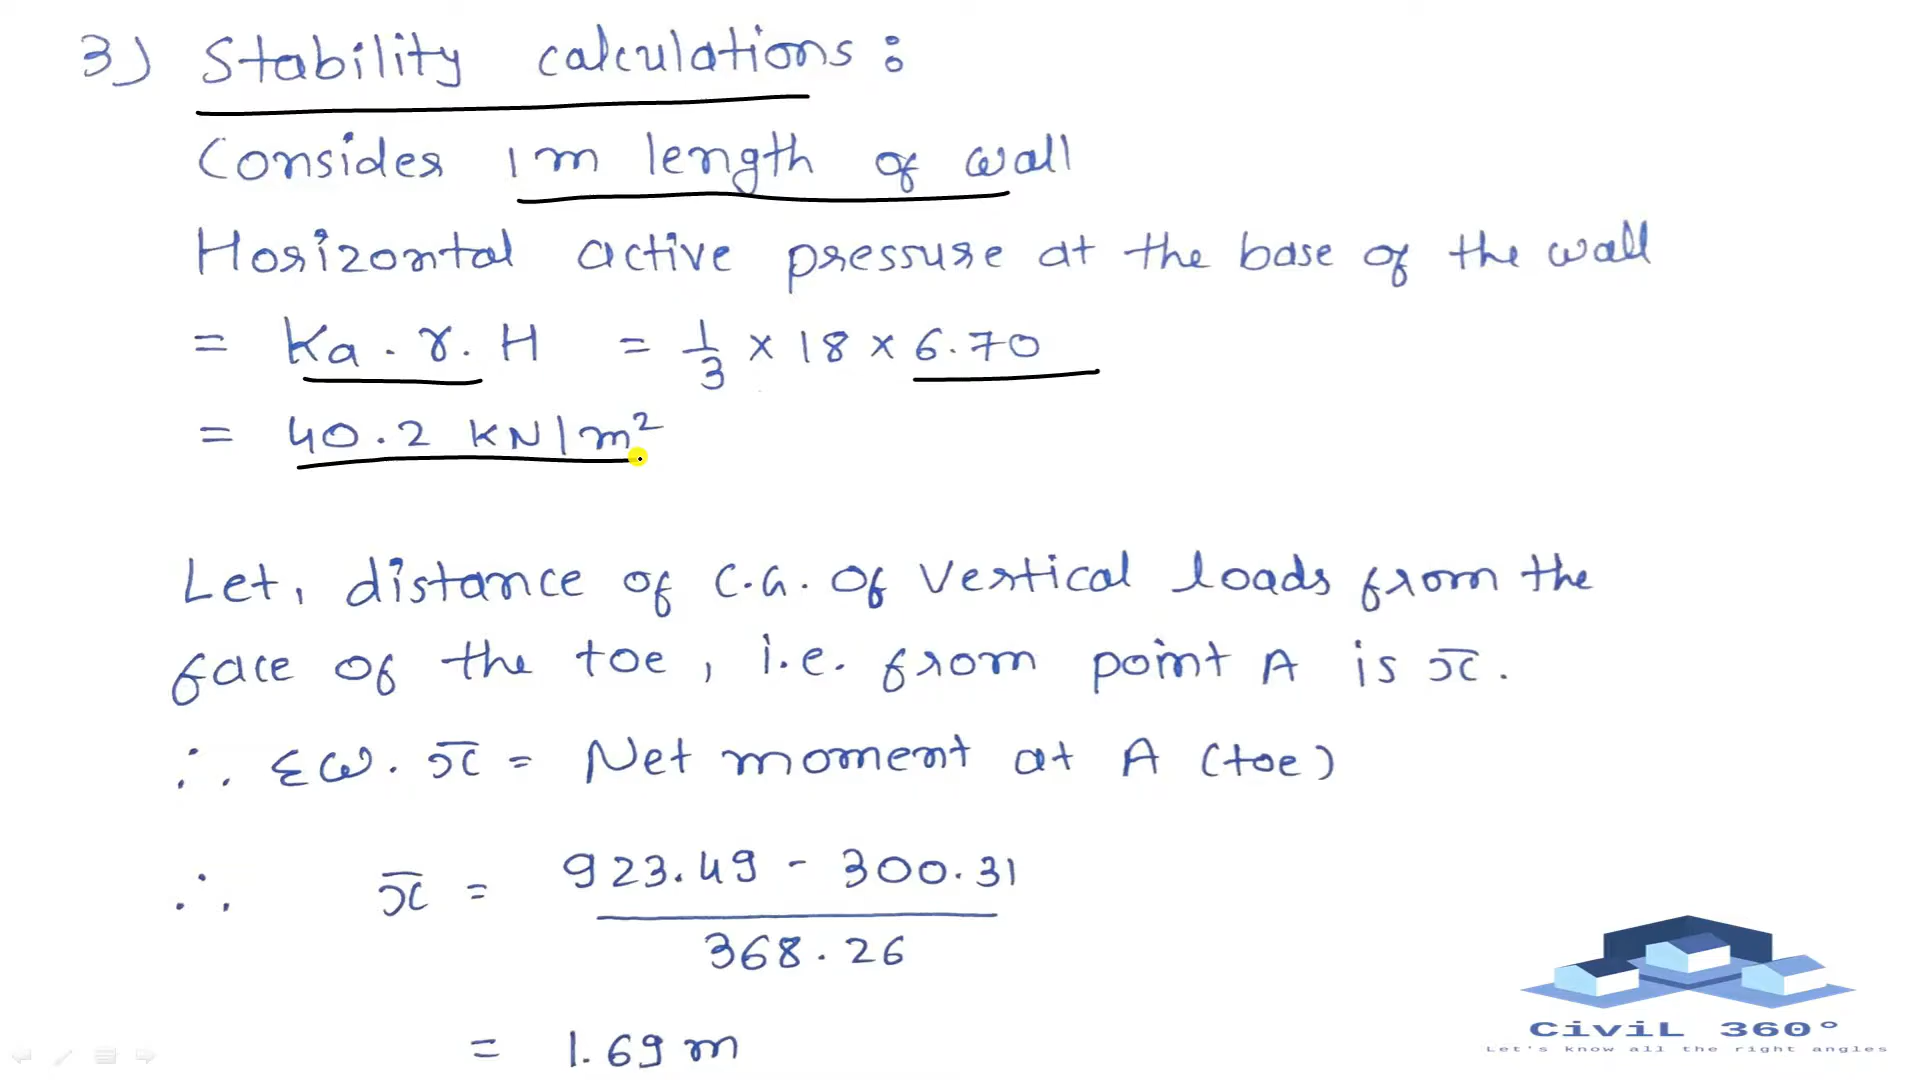 3) Stability calculations:
Consider 1m length of wall
Horizontal active pressure at the base of the wall
= Ka . γ. H = 1/3 × 18 × 6.70
= 40.2 KN/m²
Let, distance of C.G. of vertical loads from the
face of the toe, i.e. from point A is x̄.
∴ Σω. x̄ = Net moment at A (toe)
∴ x̄ = 923.49 - 300.31
368.26
= 1.69 m
CiviL 360°
Let's know all the right angles